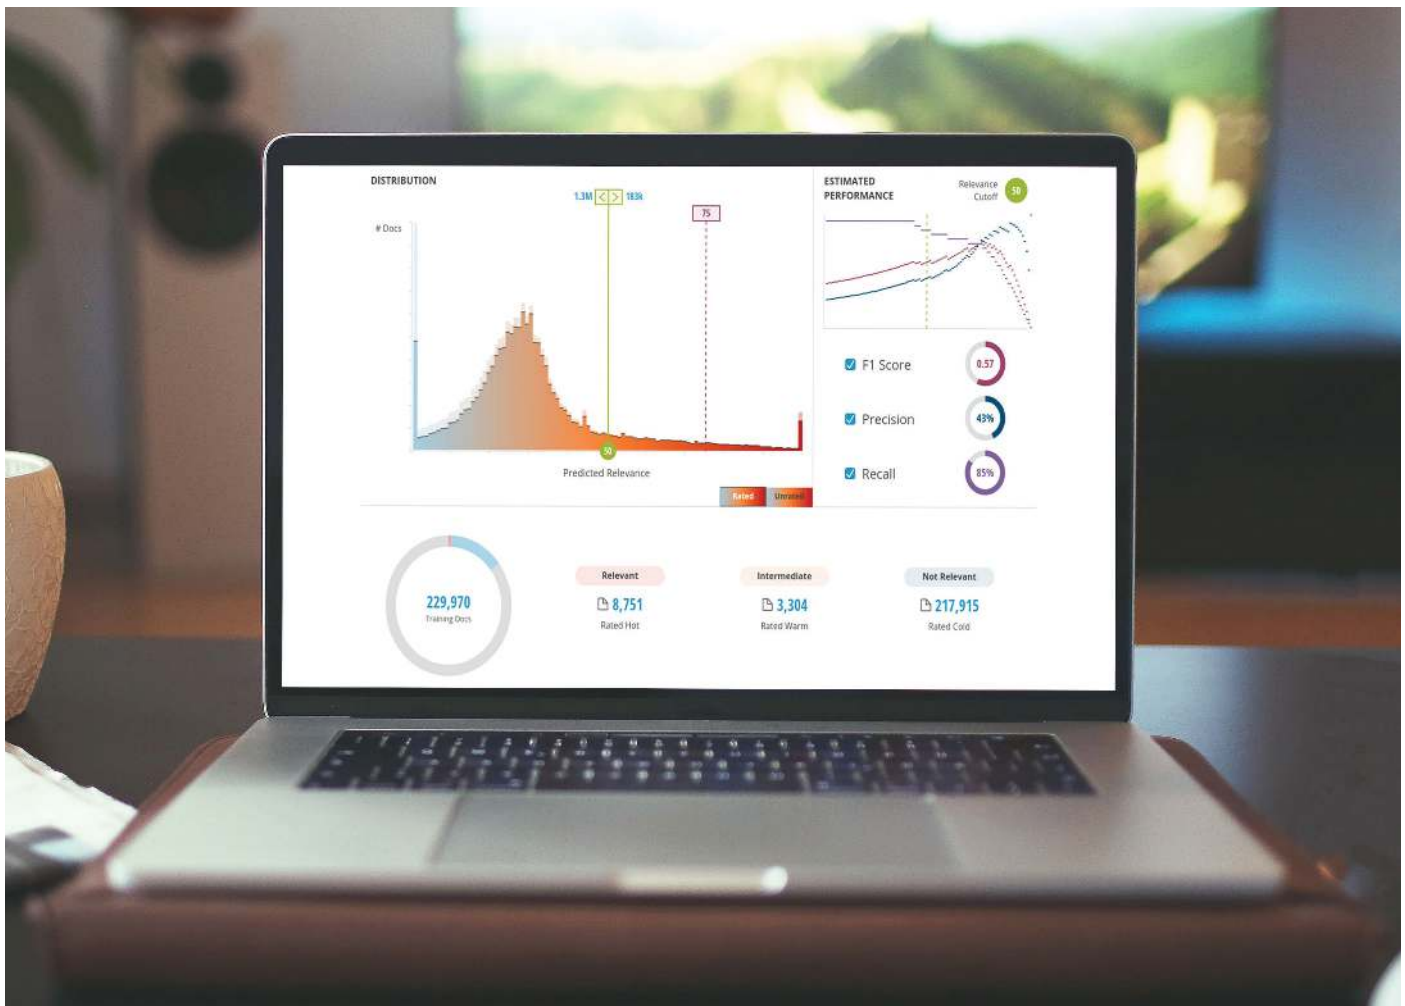 DISTRIBUTION
1.3M
183k
75
# Docs
50
Predicted Relevance
Rated
Unrated
ESTIMATED
PERFORMANCE
Relevance
Cutoff
50
F1 Score
0.57
Precision
43%
Recall
85%
229,970
Training Docs
Relevant
8,751
Rated Hot
Intermediate
3,304
Rated Warm
Not Relevant
217,915
Rated Cold